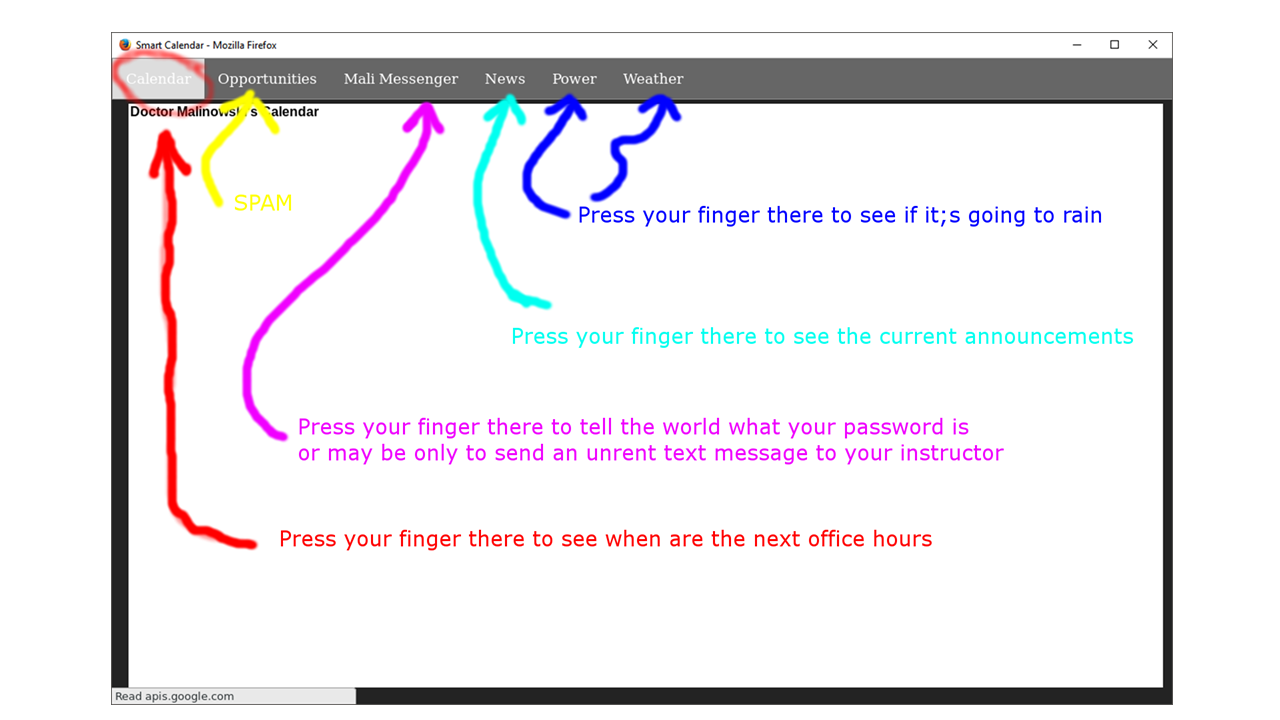 Smart Calendar - Mozilla Firefox
Calendar Opportunities Mali Messenger News Power Weather
Doctor Malinowski's Calendar
SPAM
Press your finger there to see if it;s going to rain
Press your finger there to see the current announcements
Press your finger there to tell the world what your password is
or may be only to send an unrent text message to your instructor
Press your finger there to see when are the next office hours
Read apis.google.com